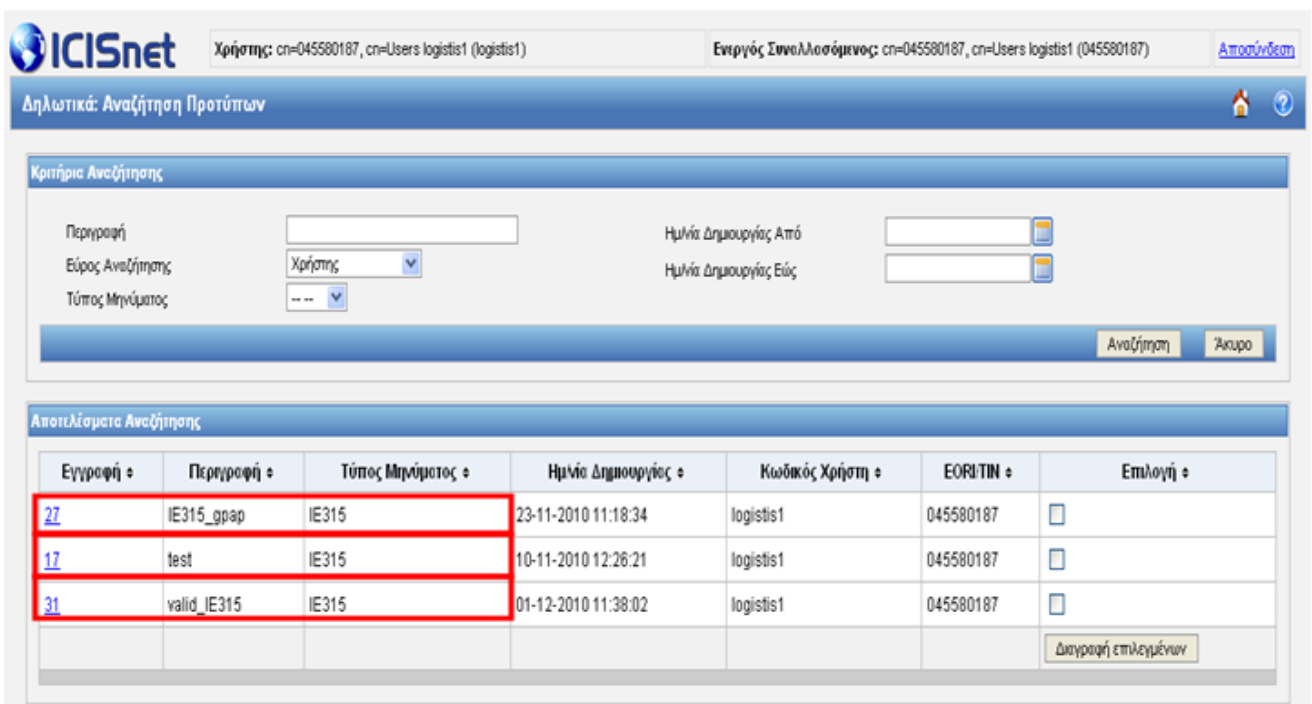 ICISnet Χρήστης: cn=045580187, cn=Users logistis1 (logistis1) Ενεργός Συναλλασόμενος: cn=045580187, cn=Users logistis1 (045580187) Αποσύνδεση
Δηλωτικά: Αναζήτηση Προτύπων
Κριτήρια Αναζήτησης
Περιγραφή Ημ/νία Δημιουργίας Από
Εύρος Αναζήτησης Χρήστης Ημ/νία Δημιουργίας Εώς
Τύπος Μηνύματος -- --
Αναζήτηση Άκυρο
Αποτελέσματα Αναζήτησης
Εγγραφή Περιγραφή Τύπος Μηνύματος Ημ/νία Δημιουργίας Κωδικός Χρήστη EORI/TIN Επιλογή
27 IE315_gpap IE315 23-11-2010 11:18:34 logistis1 045580187
17 test IE315 10-11-2010 12:26:21 logistis1 045580187
31 valid_IE315 IE315 01-12-2010 11:38:02 logistis1 045580187
Διαγραφή επιλεγμένων